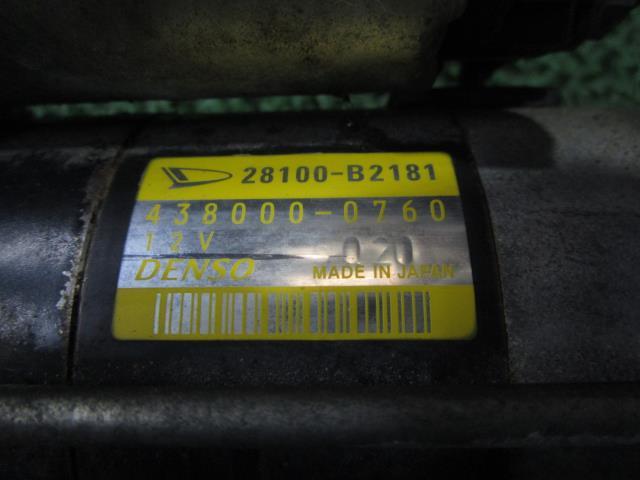 28100-B2181
438000-0760
12V 020
DENSO MADE IN JAPAN